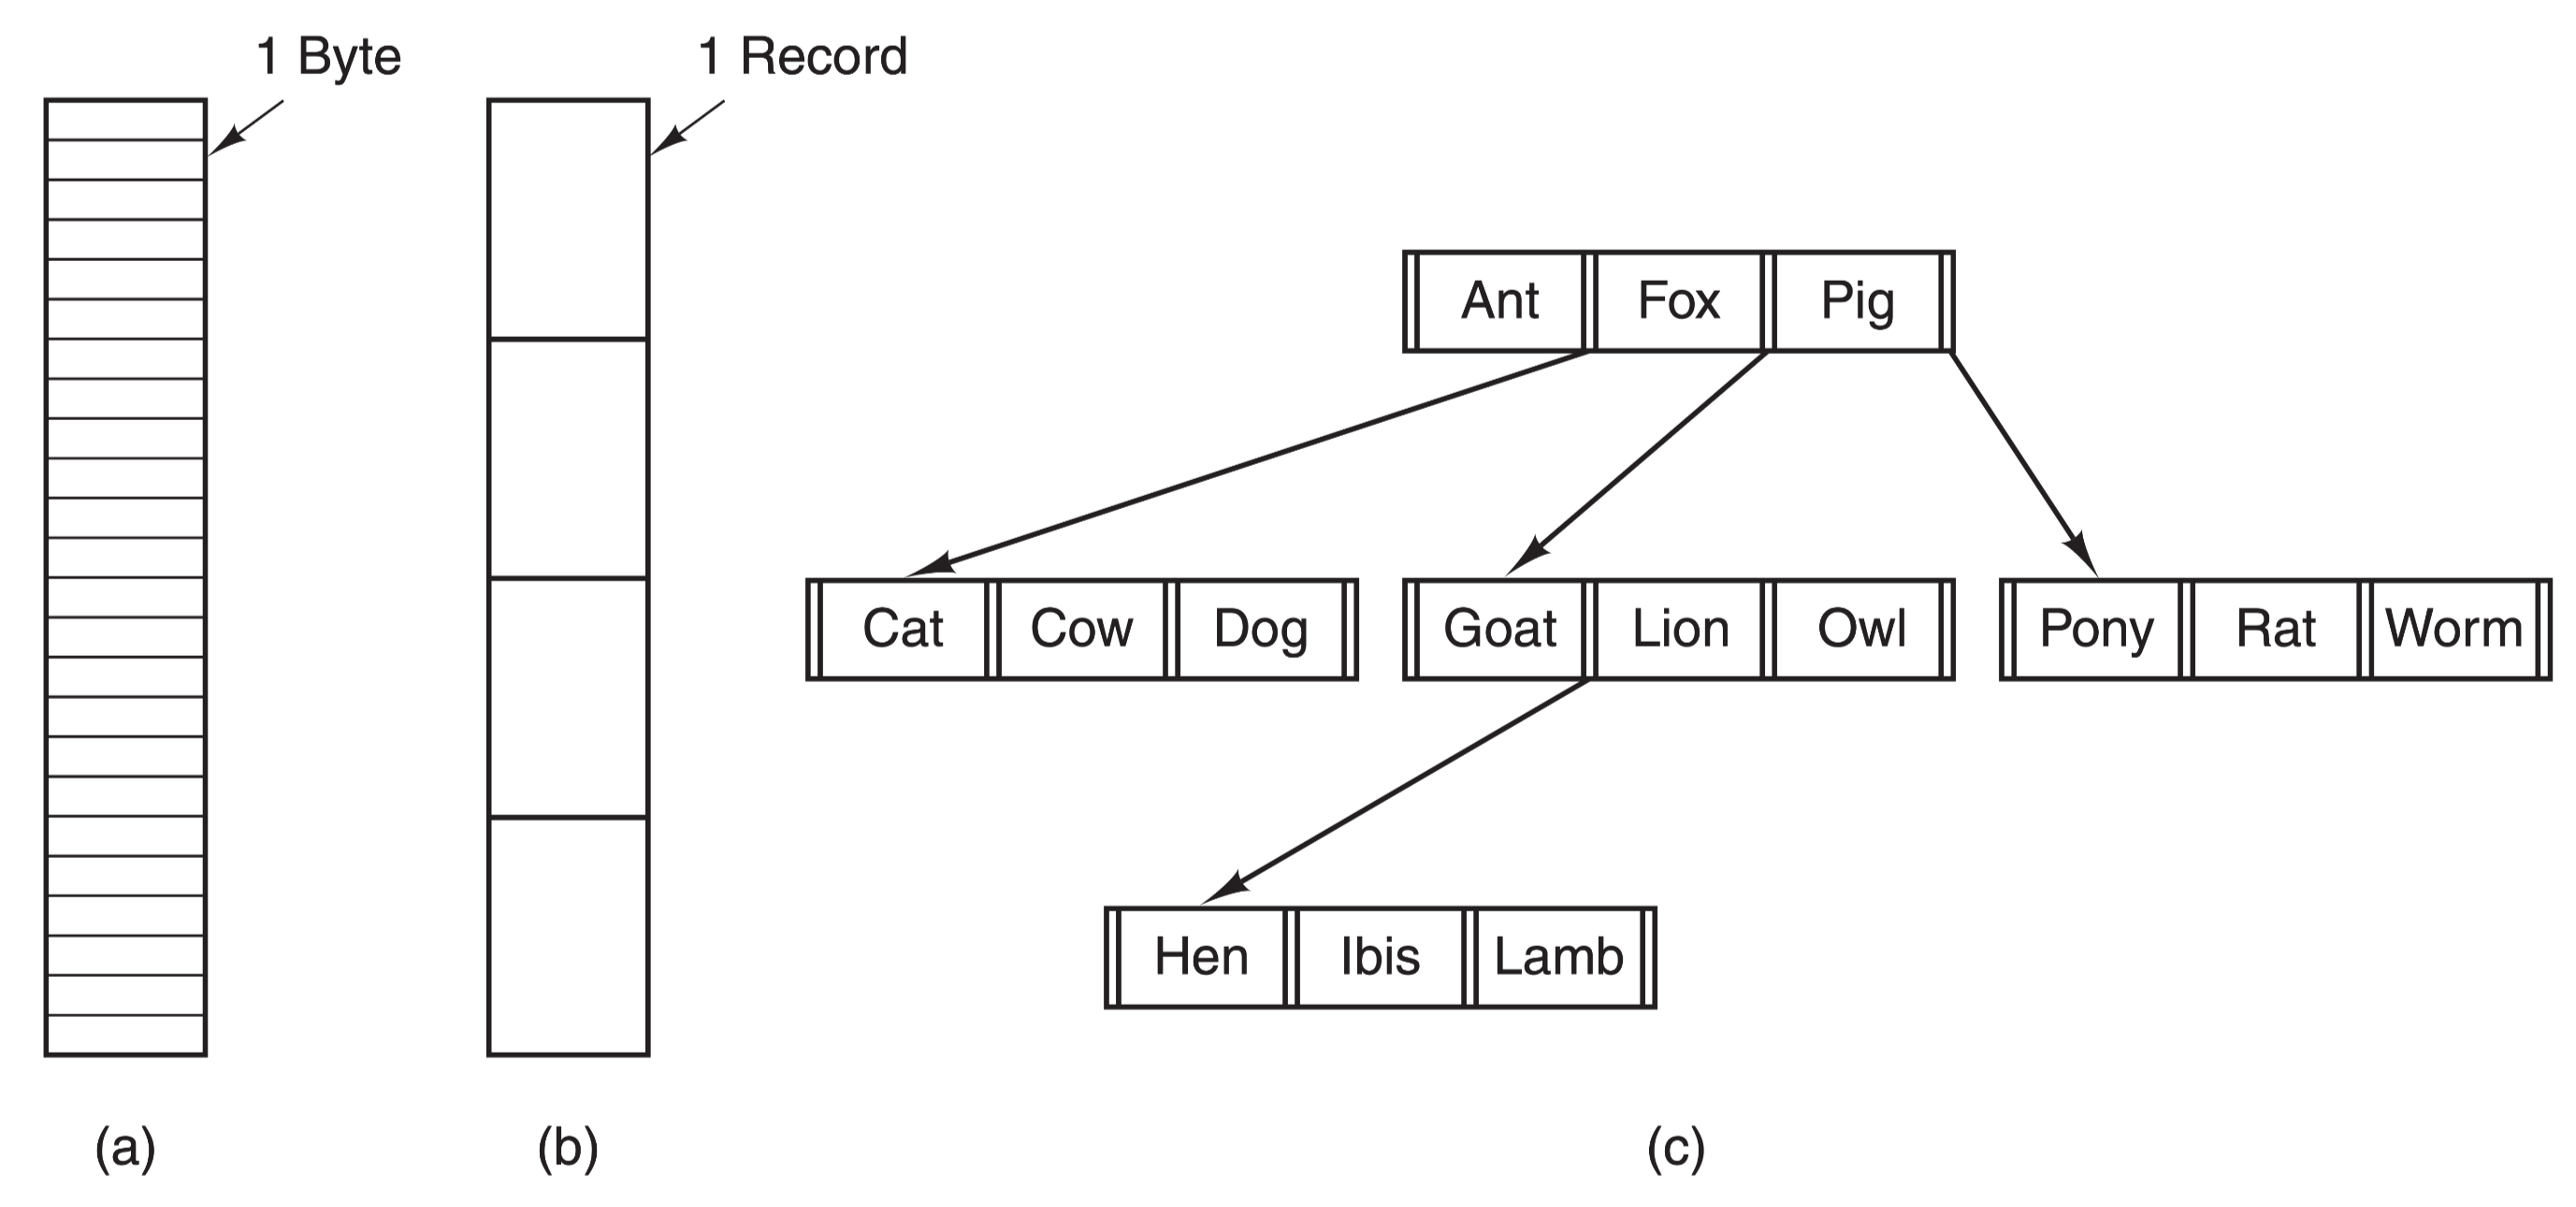 1 Byte
1 Record
Ant Fox Pig
Cat Cow Dog Goat Lion Owl Pony Rat Worm
Hen Ibis Lamb
(a) (b) (c)